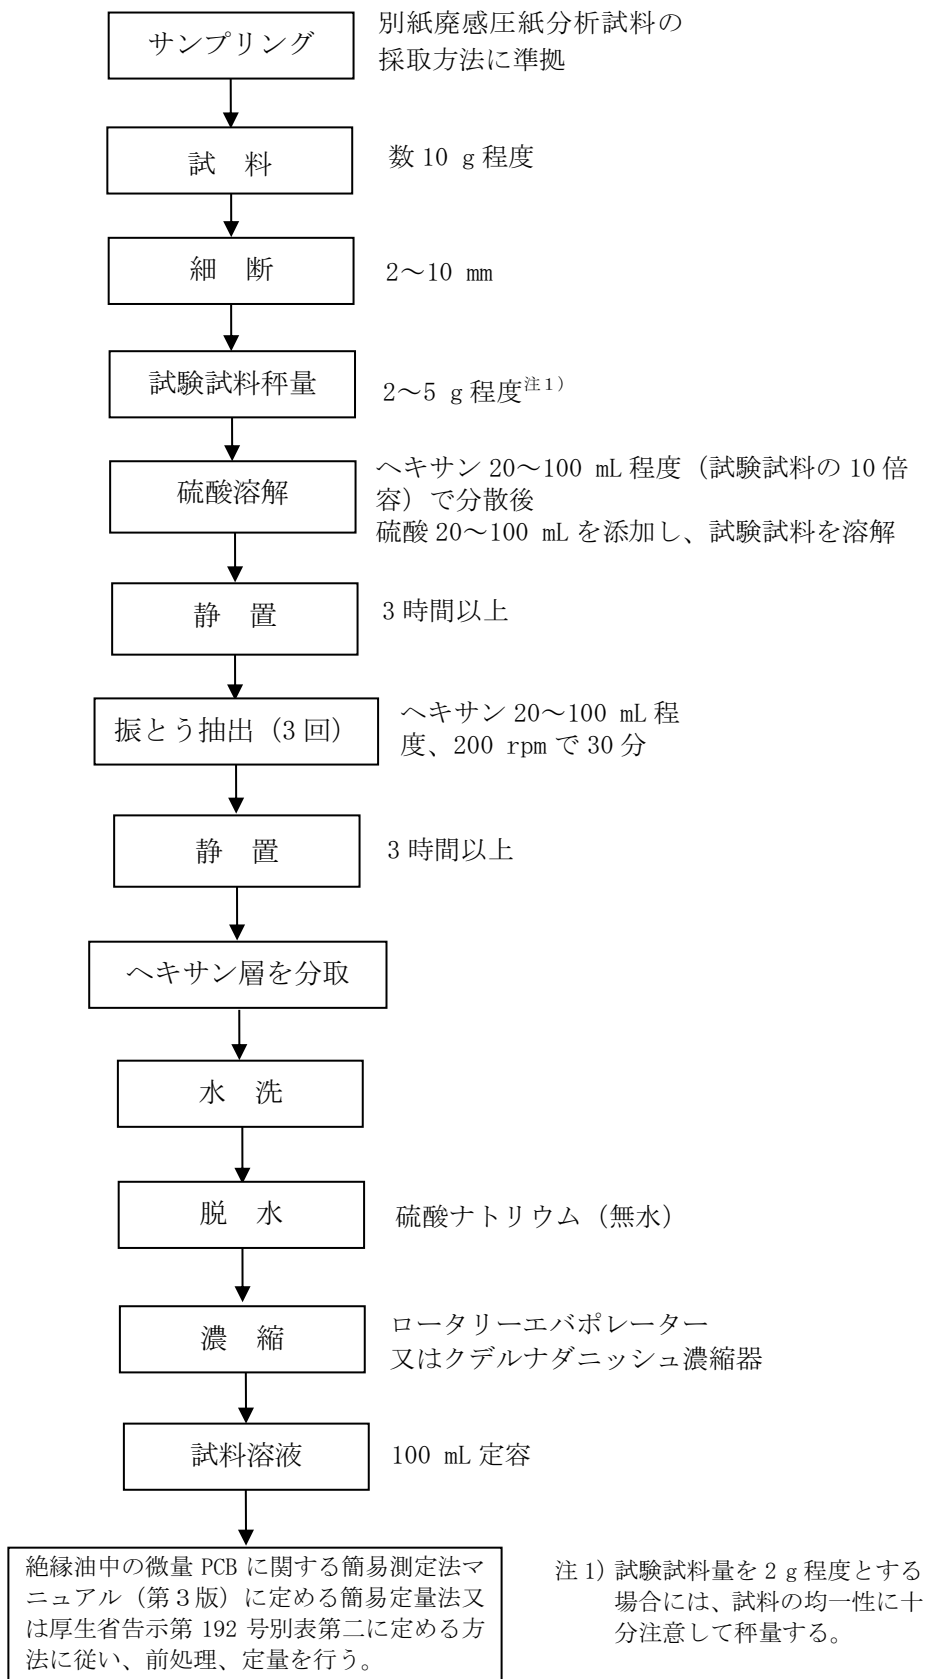 サンプリング
別紙廃感圧紙分析試料の
採取方法に準拠
試　料
数 10 g 程度
細　断
2～10 mm
試験試料秤量
2～5 g 程度注１）
硫酸溶解
ヘキサン 20～100 mL 程度（試験試料の 10 倍
容）で分散後
硫酸 20～100 mL を添加し、試験試料を溶解
静　置
3 時間以上
振とう抽出（3 回）
ヘキサン 20～100 mL 程
度、200 rpm で 30 分
静　置
3 時間以上
ヘキサン層を分取
水　洗
脱　水
硫酸ナトリウム（無水）
濃　縮
ロータリーエバポレーター
又はクデルナダニッシュ濃縮器
試料溶液
100 mL 定容
絶縁油中の微量 PCB に関する簡易測定法マ
ニュアル（第３版）に定める簡易定量法又
は厚生省告示第 192 号別表第二に定める方
法に従い、前処理、定量を行う。
注 1) 試験試料量を 2 g 程度とする
場合には、試料の均一性に十
分注意して秤量する。